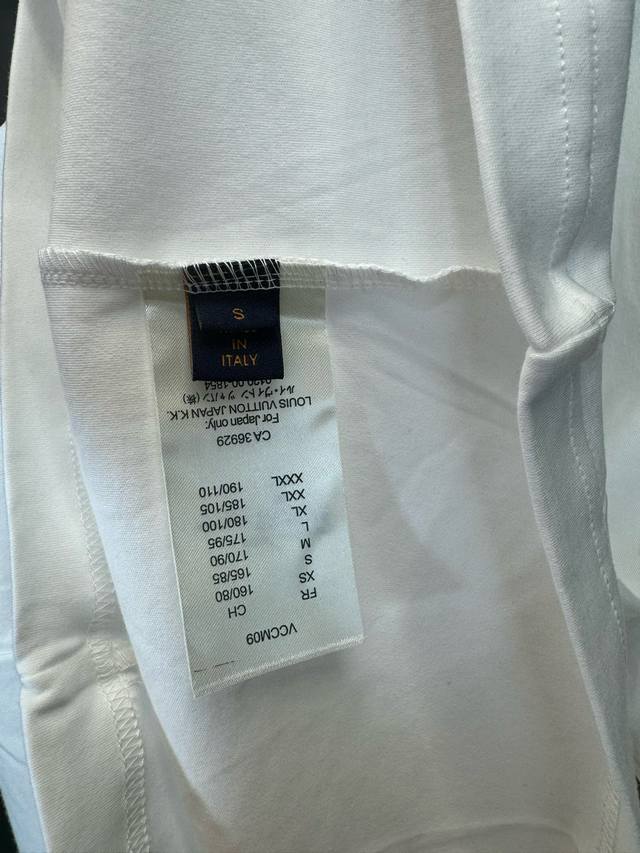 S
IN
ITALY
VCCM09
FR CH
XS 160/80
S 165/85
M 170/90
L 175/95
XL 180/100
XXL 185/105
XXXL 190/110
CA 36929
For Japan only:
LOUIS VUITTON JAPAN K.K.
ルイ・ヴィトン ジャパン (株)
0120-00-1854